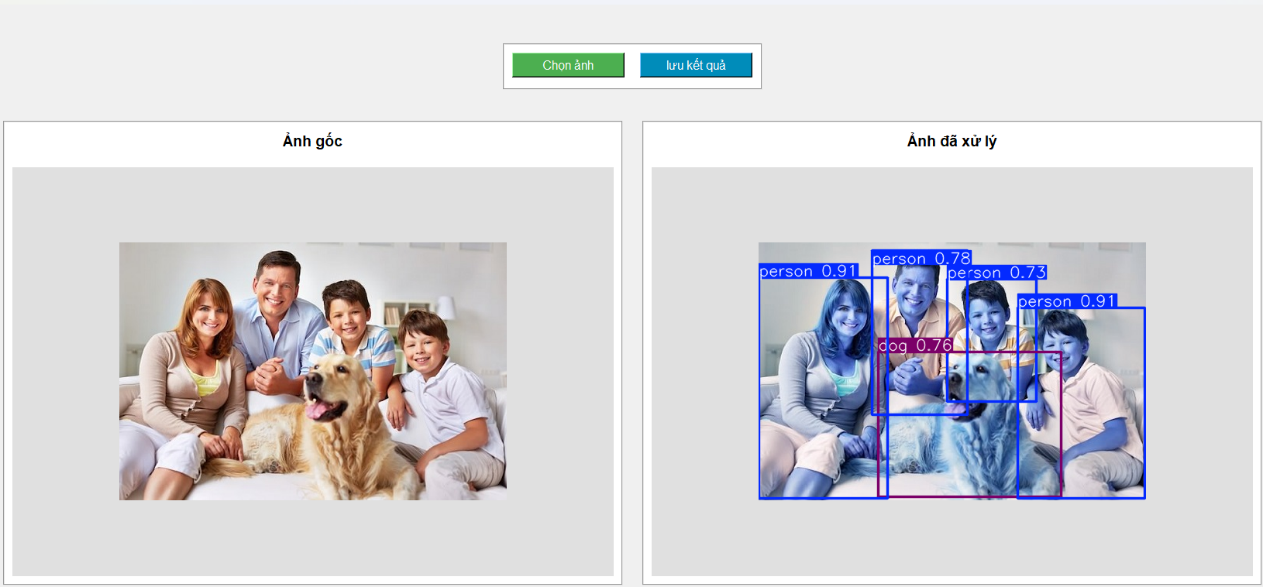 Chọn ảnh
lưu kết quả
Ảnh gốc
Ảnh đã xử lý
person 0.78
person 0.91
person 0.73
person 0.91
dog 0.76